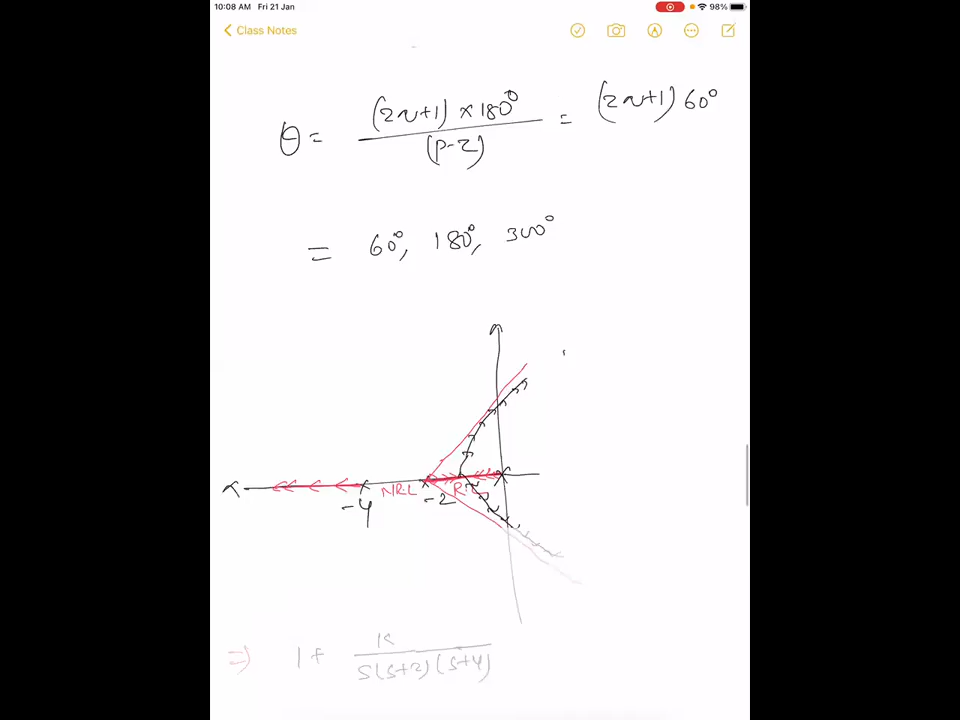 10:08 AM Fri 21 Jan 98%
Class Notes
θ = (2n+1) × 180° / (P-Z) = (2n+1) 60°
= 60°, 180°, 300°
-4 NRL -2 RL
⇒ 1 + K / S(S+2)(S+4)